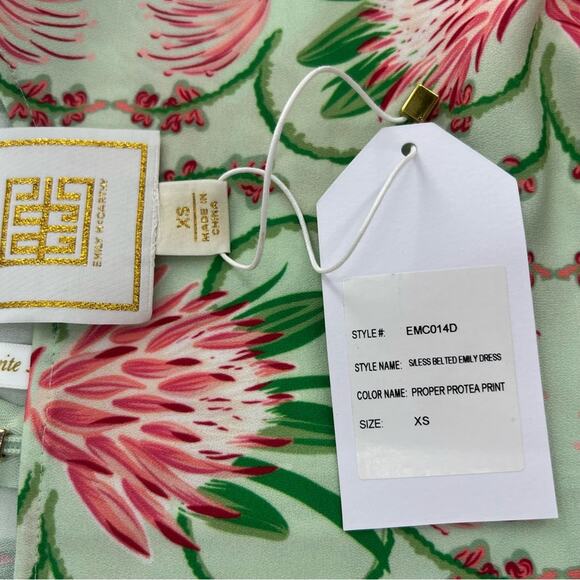 EMILY McCARTHY
XS
MADE IN
CHINA
STYLE #: EMC014D
STYLE NAME: S/LESS BELTED EMILY DRESS
COLOR NAME: PROPER PROTEA PRINT
SIZE: XS